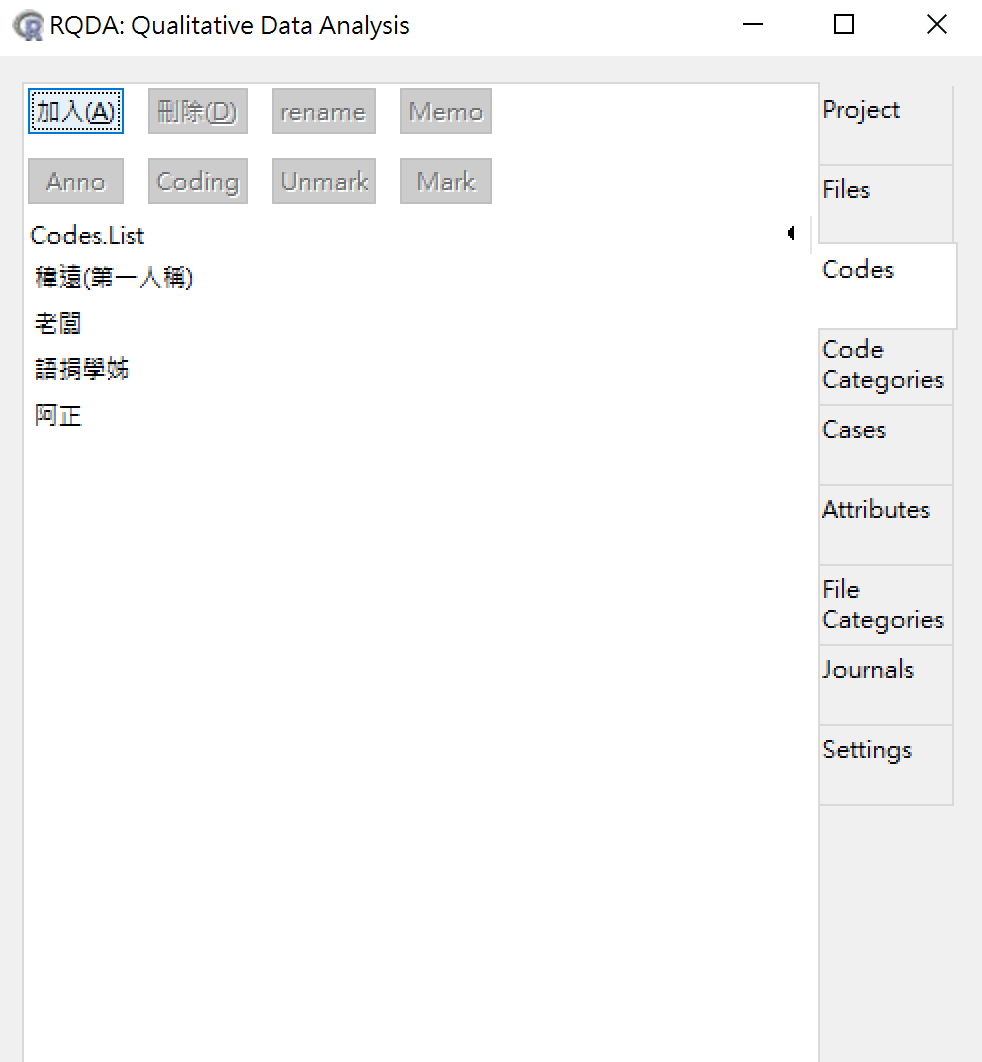 RQDA: Qualitative Data Analysis
加入(A) 刪除(D) rename Memo
Anno Coding Unmark Mark
Codes.List
稦遠(第一人稱)
老闆
語捐學姊
阿正
Project
Files
Codes
Code
Categories
Cases
Attributes
File
Categories
Journals
Settings